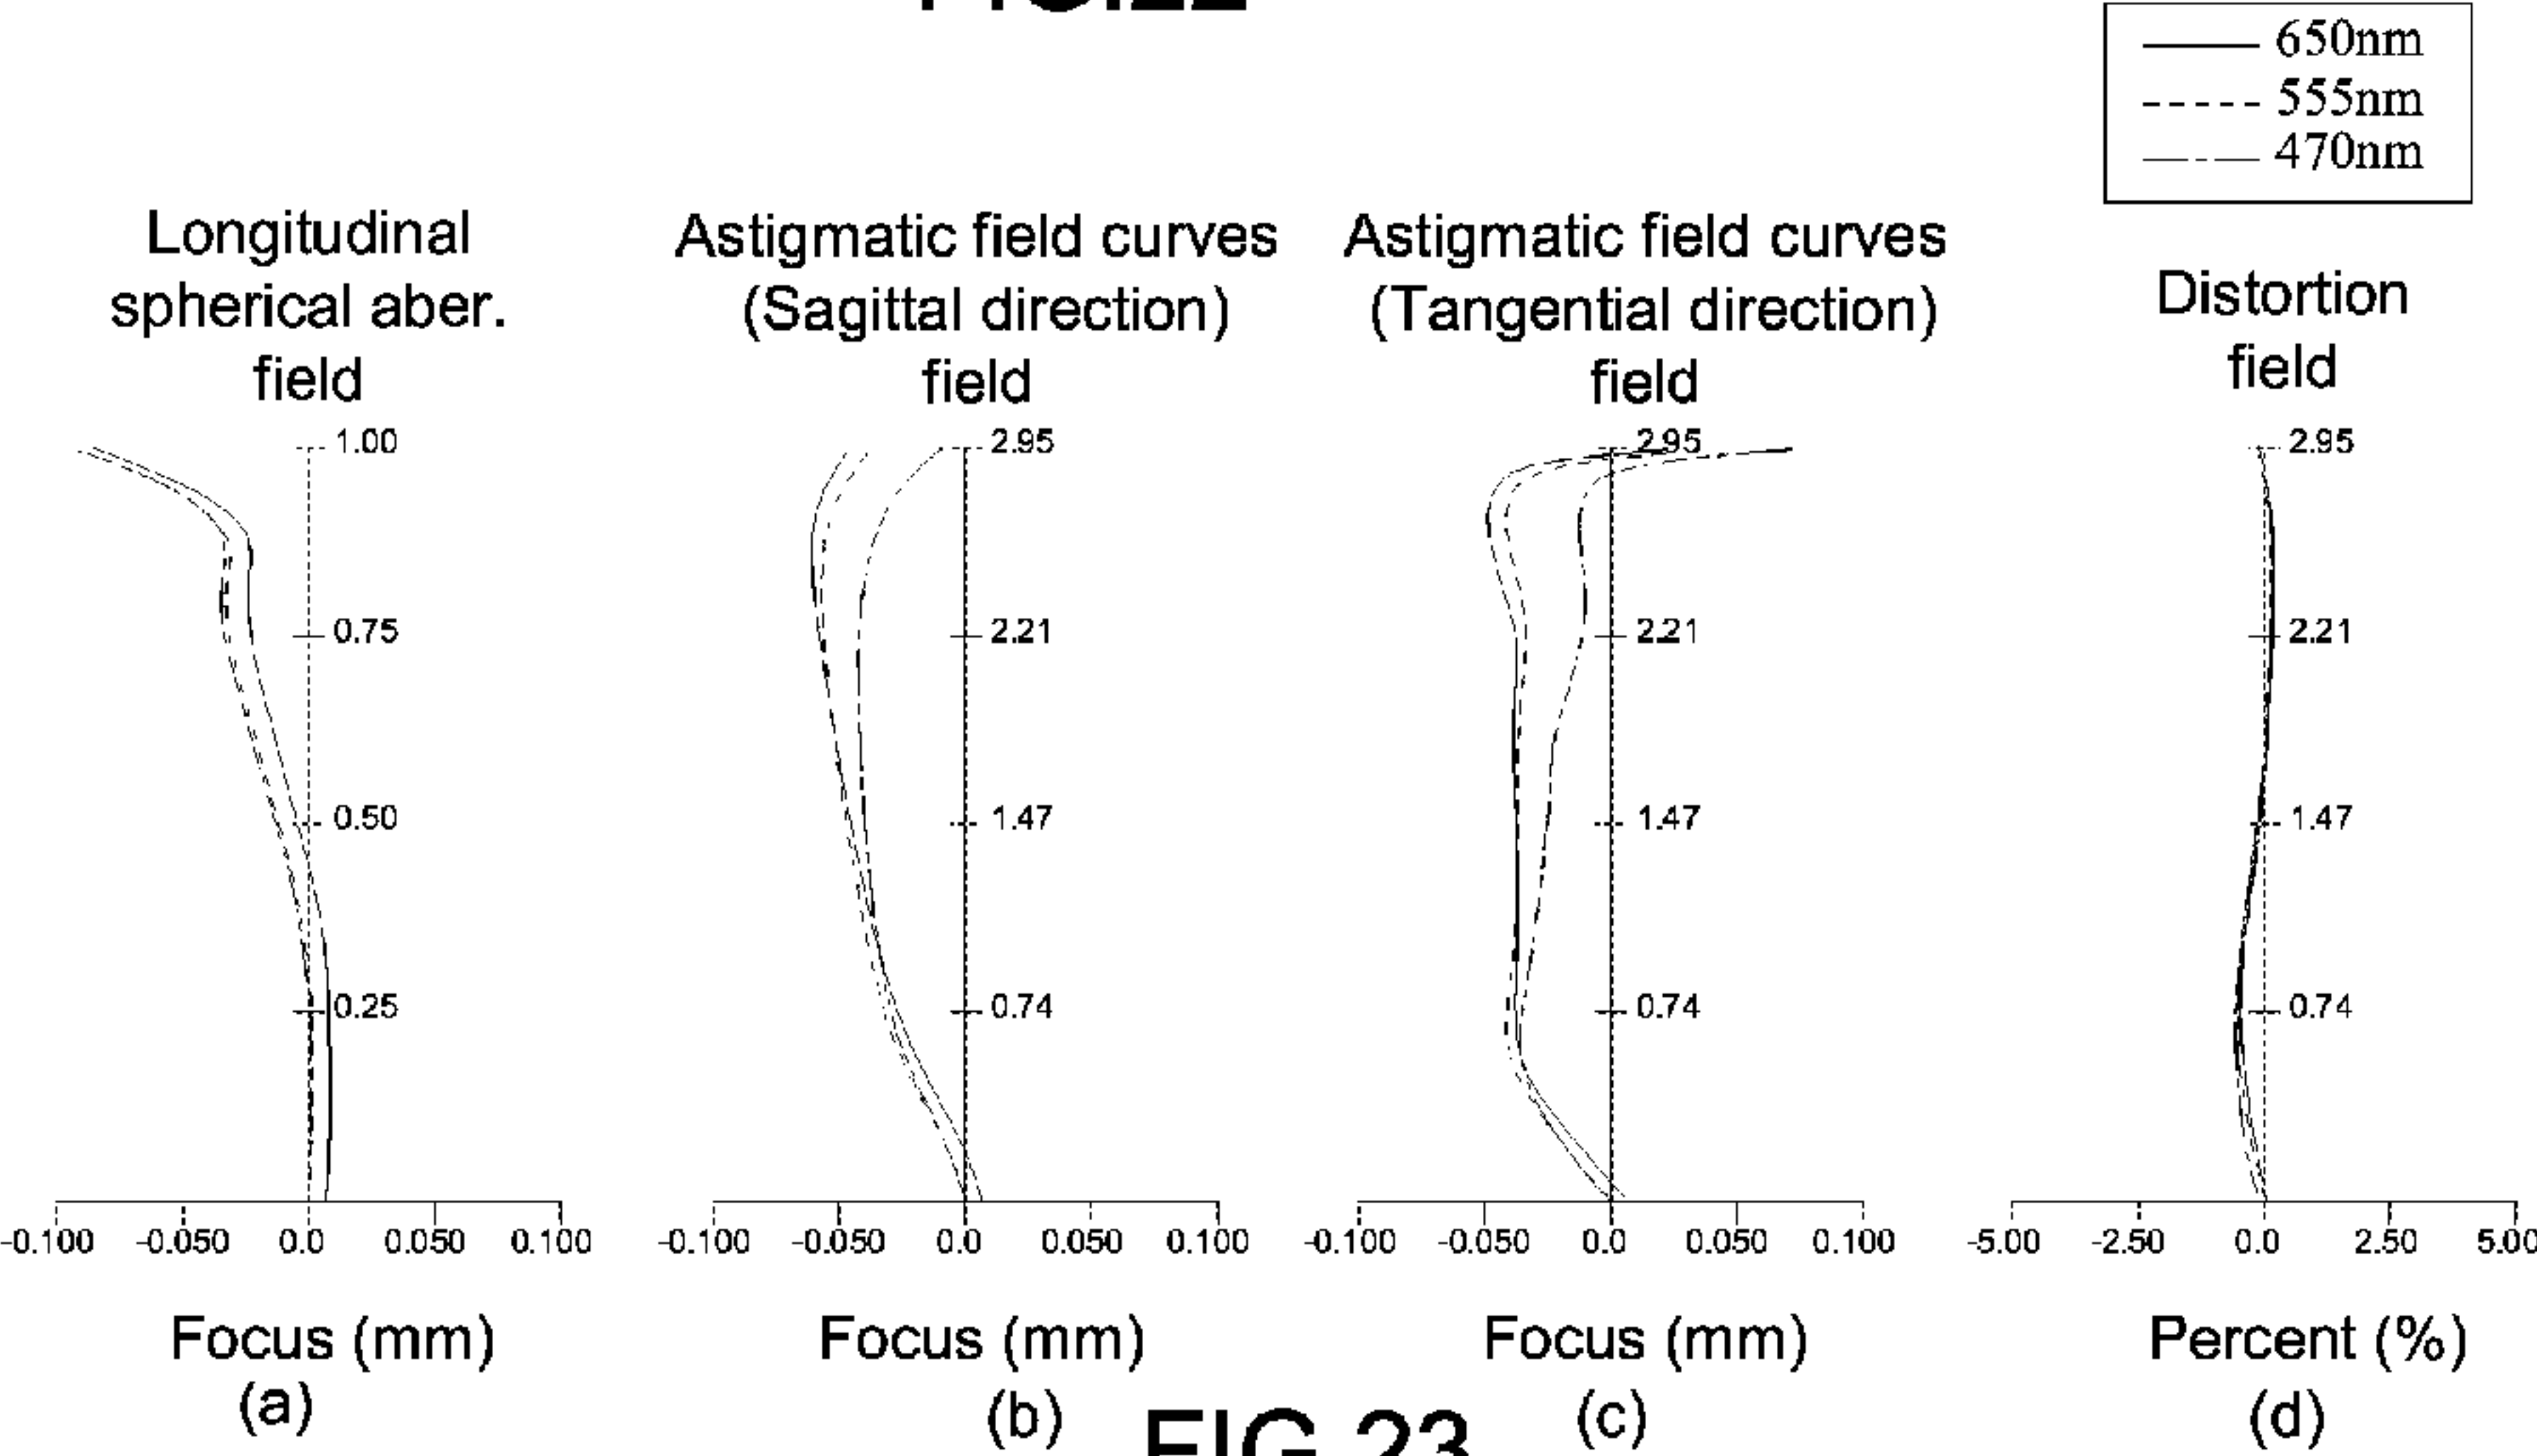 650nm
555nm
470nm
Longitudinal
spherical aber.
field
Astigmatic field curves
(Sagittal direction)
field
Astigmatic field curves
(Tangential direction)
field
Distortion
field
1.00
0.75
0.50
0.25
-0.100 -0.050 0.0 0.050 0.100
Focus (mm)
(a)
2.95
2.21
1.47
0.74
-0.100 -0.050 0.0 0.050 0.100
Focus (mm)
(b)
2.95
2.21
1.47
0.74
-0.100 -0.050 0.0 0.050 0.100
Focus (mm)
(c)
2.95
2.21
1.47
0.74
-5.00 -2.50 0.0 2.50 5.00
Percent (%)
(d)
FIG.23